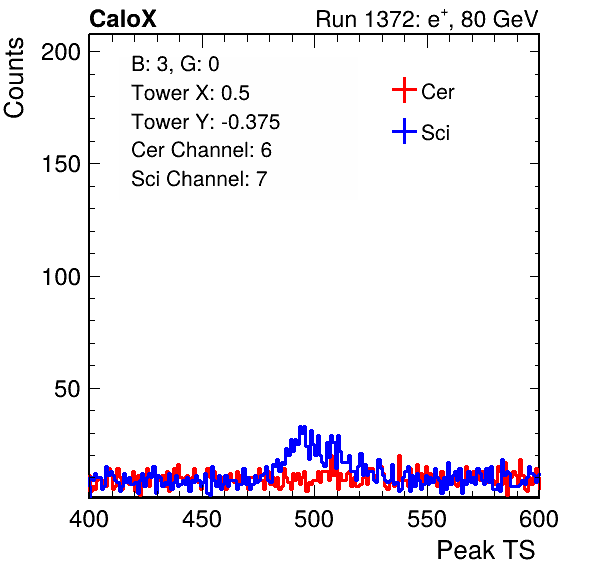 CaloX Run 1372: e⁺, 80 GeV
Counts
200
150
100
50
B: 3, G: 0
Tower X: 0.5
Tower Y: -0.375
Cer Channel: 6
Sci Channel: 7
Cer
Sci
400 450 500 550 600
Peak TS